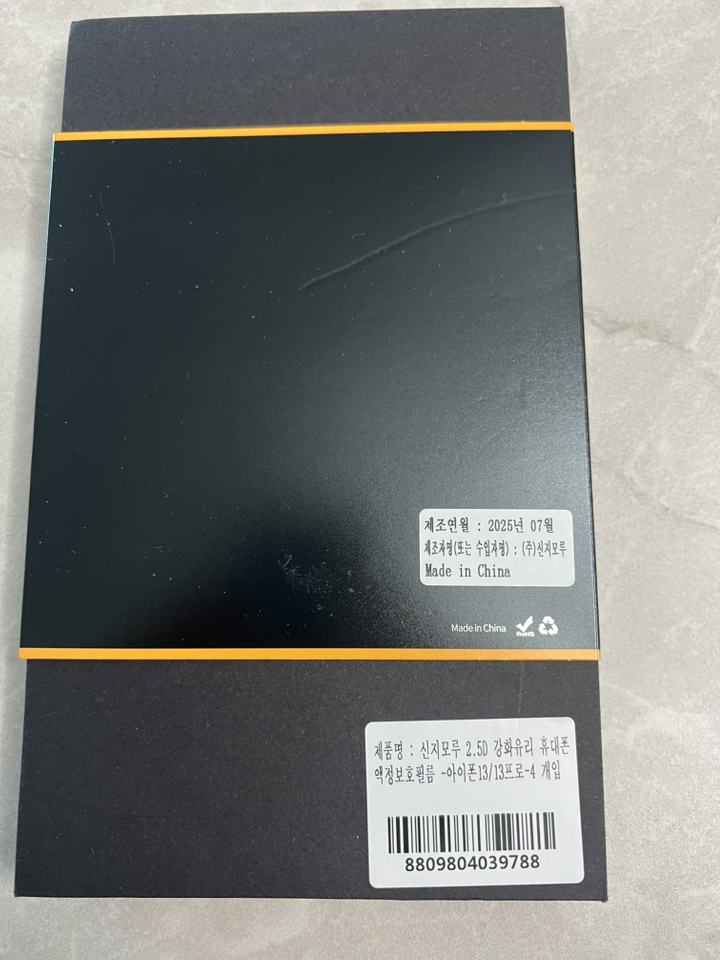 제조연월 : 2025년 07월
제조자명(또는 수입자명) : (주)신지모루
Made in China
Made in China
RoHS
제품명 : 신지모루 2.5D 강화유리 휴대폰
액정보호필름 -아이폰13/13프로-4 개입
8809804039788